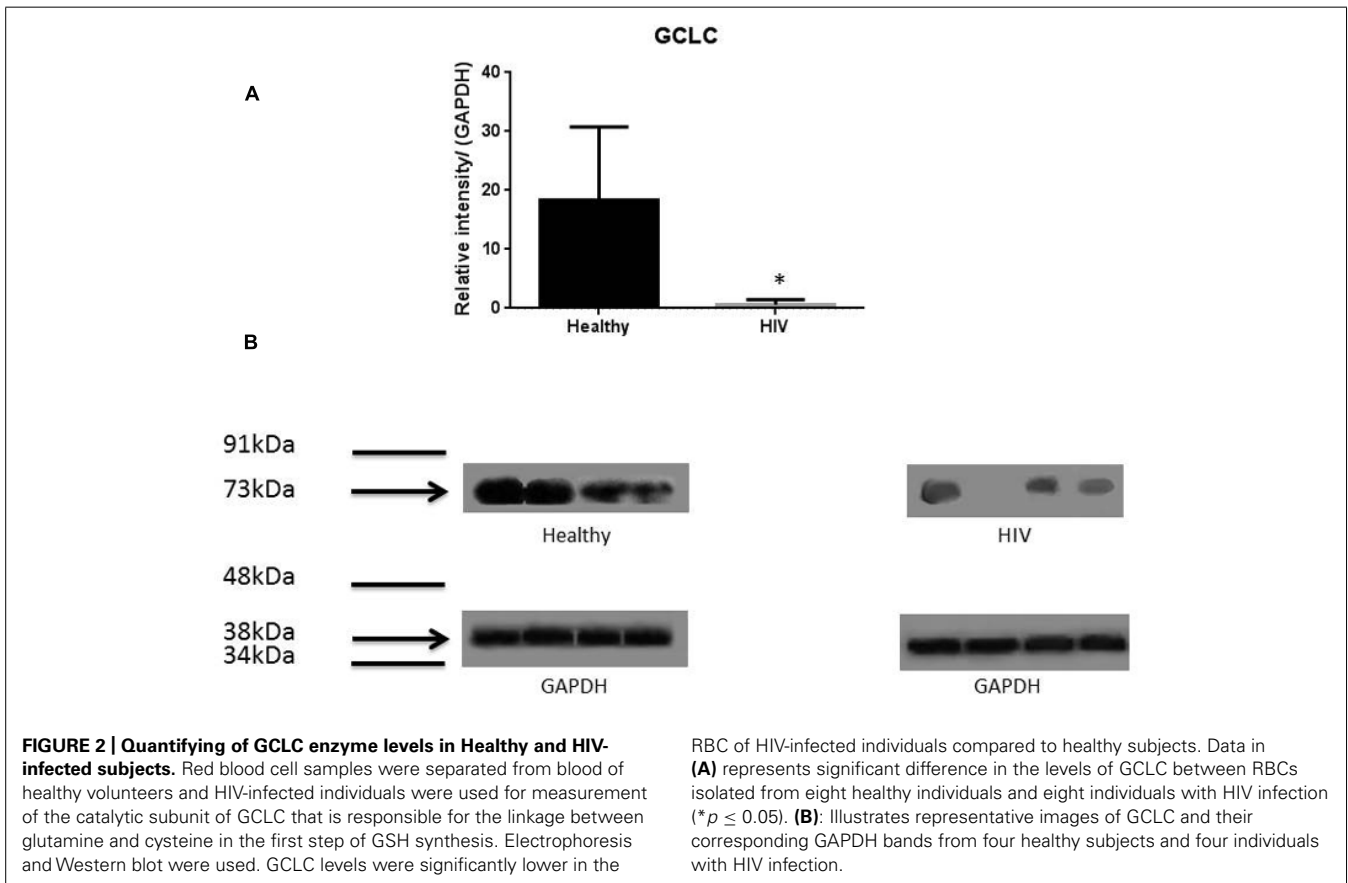 GCLC
A
40
30
20
10
0
Relative intensity/ (GAPDH)
*
Healthy
HIV
B
91kDa
73kDa
Healthy
HIV
48kDa
38kDa
34kDa
GAPDH
GAPDH
FIGURE 2 | Quantifying of GCLC enzyme levels in Healthy and HIV-
infected subjects. Red blood cell samples were separated from blood of
healthy volunteers and HIV-infected individuals were used for measurement
of the catalytic subunit of GCLC that is responsible for the linkage between
glutamine and cysteine in the first step of GSH synthesis. Electrophoresis
and Western blot were used. GCLC levels were significantly lower in the
RBC of HIV-infected individuals compared to healthy subjects. Data in
(A) represents significant difference in the levels of GCLC between RBCs
isolated from eight healthy individuals and eight individuals with HIV infection
(*p ≤ 0.05). (B): Illustrates representative images of GCLC and their
corresponding GAPDH bands from four healthy subjects and four individuals
with HIV infection.